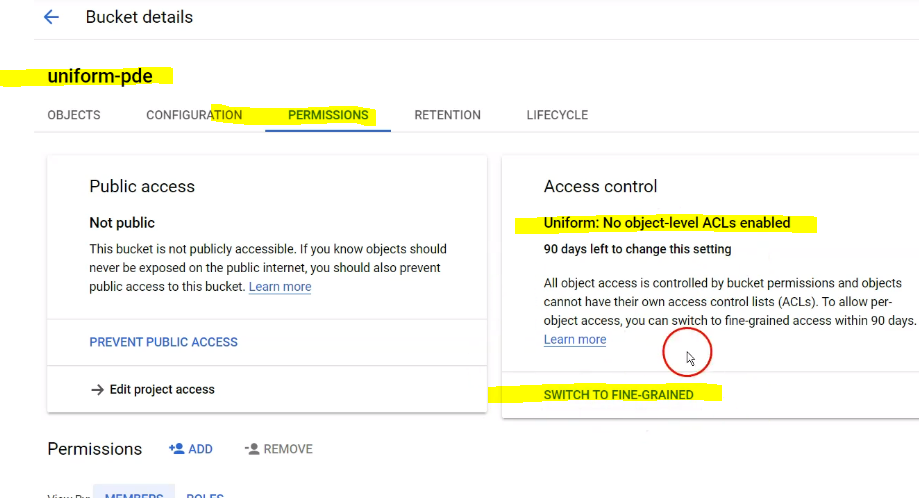 Bucket details
uniform-pde
OBJECTS CONFIGURATION PERMISSIONS RETENTION LIFECYCLE
Public access
Not public
This bucket is not publicly accessible. If you know objects should
never be exposed on the public internet, you should also prevent
public access to this bucket. Learn more
PREVENT PUBLIC ACCESS
Edit project access
Access control
Uniform: No object-level ACLs enabled
90 days left to change this setting
All object access is controlled by bucket permissions and objects
cannot have their own access control lists (ACLs). To allow per-
object access, you can switch to fine-grained access within 90 days.
Learn more
SWITCH TO FINE-GRAINED
Permissions ADD REMOVE
MEMBERS ROLES